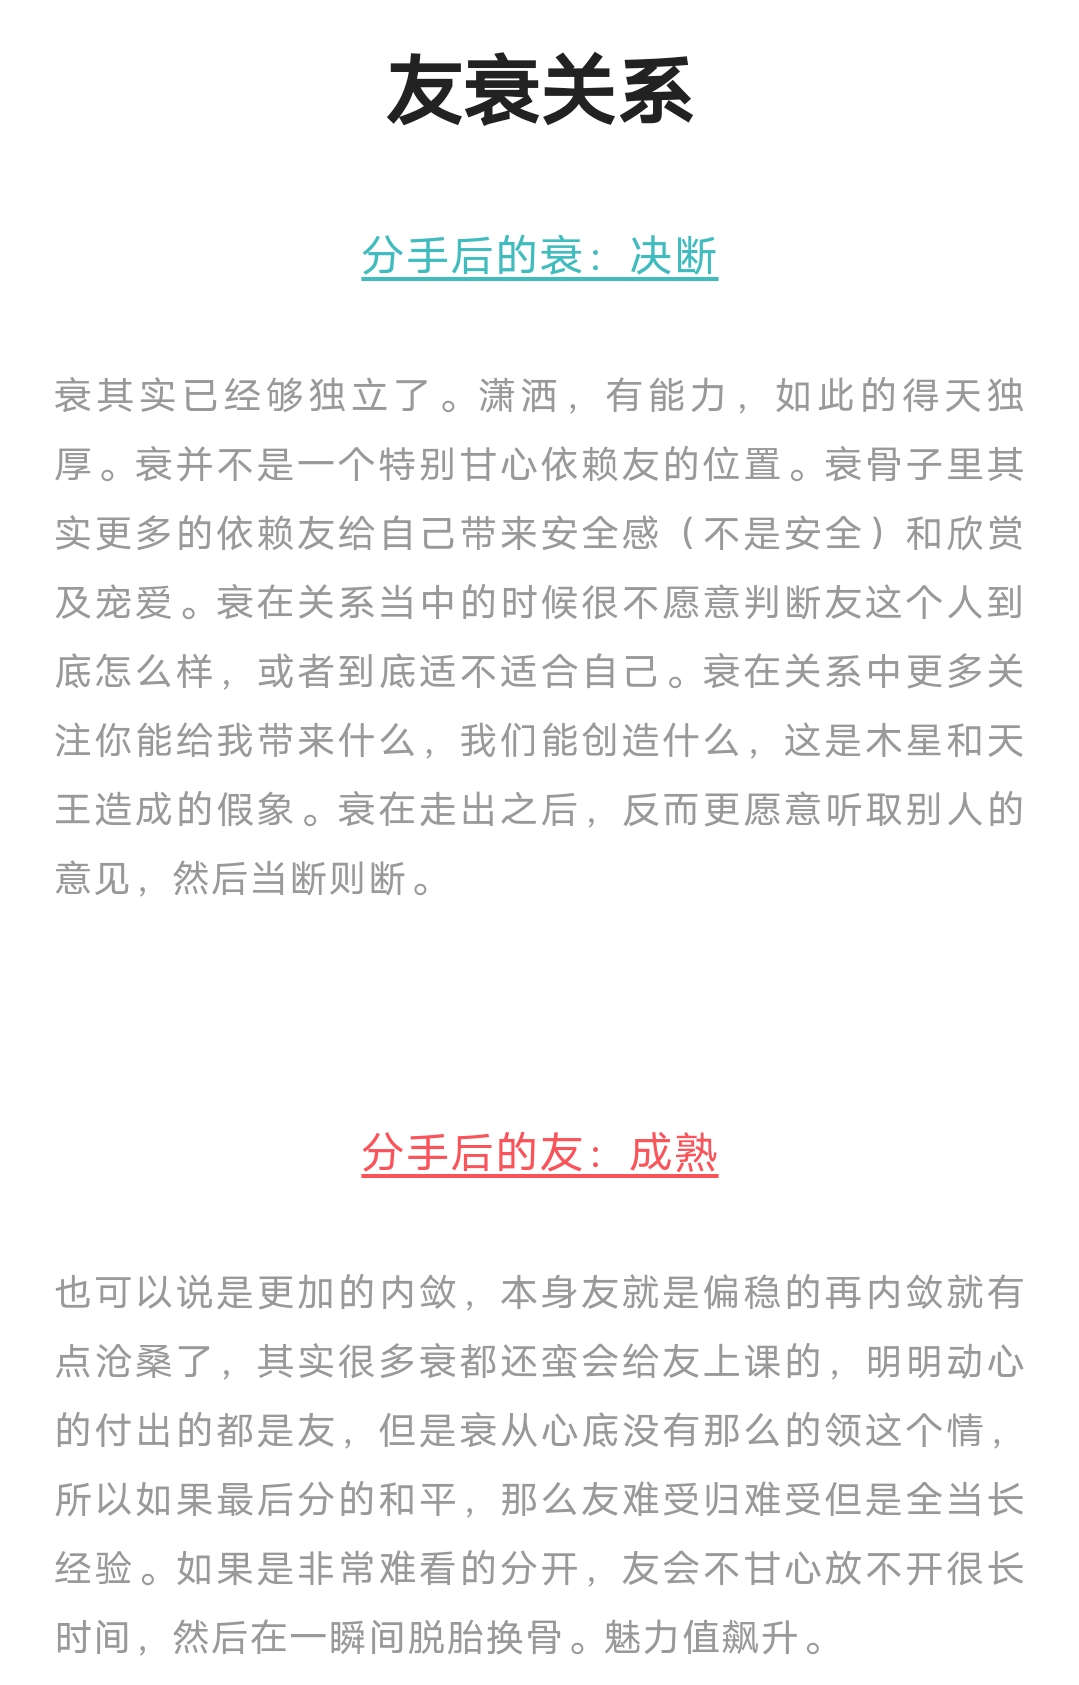 友衰关系
分手后的衰：决断
衰其实已经够独立了。潇洒，有能力，如此的得天独
厚。衰并不是一个特别甘心依赖友的位置。衰骨子里其
实更多的依赖友给自己带来安全感（不是安全）和欣赏
及宠爱。衰在关系当中的时候很不愿意判断友这个人到
底怎么样，或者到底适不适合自己。衰在关系中更多关
注你能给我带来什么，我们能创造什么，这是木星和天
王造成的假象。衰在走出之后，反而更愿意听取别人的
意见，然后当断则断。
分手后的友：成熟
也可以说是更加的内敛，本身友就是偏稳的再内敛就有
点沧桑了，其实很多衰都还蛮会给友上课的，明明动心
的付出的都是友，但是衰从心底没有那么的领这个情，
所以如果最后分的和平，那么友难受归难受但是全当长
经验。如果是非常难看的分开，友会不甘心放不开很长
时间，然后在一瞬间脱胎换骨。魅力值飙升。